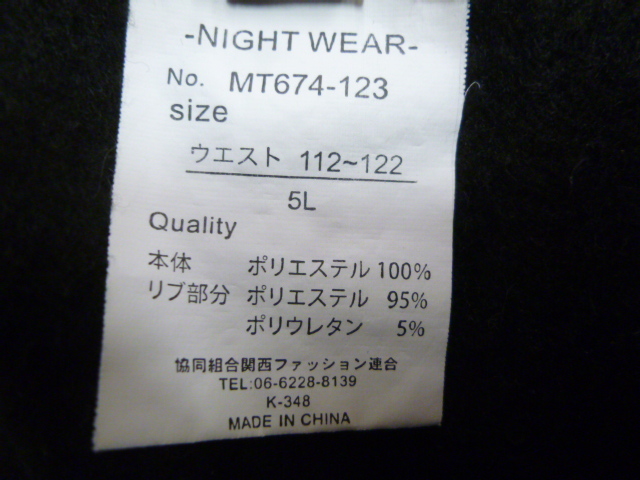 -NIGHT WEAR-
No. MT674-123
size
ウエスト 112~122
5L
Quality
本体 ポリエステル 100%
リブ部分 ポリエステル 95%
ポリウレタン 5%
協同組合関西ファッション連合
TEL:06-6228-8139
K-348
MADE IN CHINA